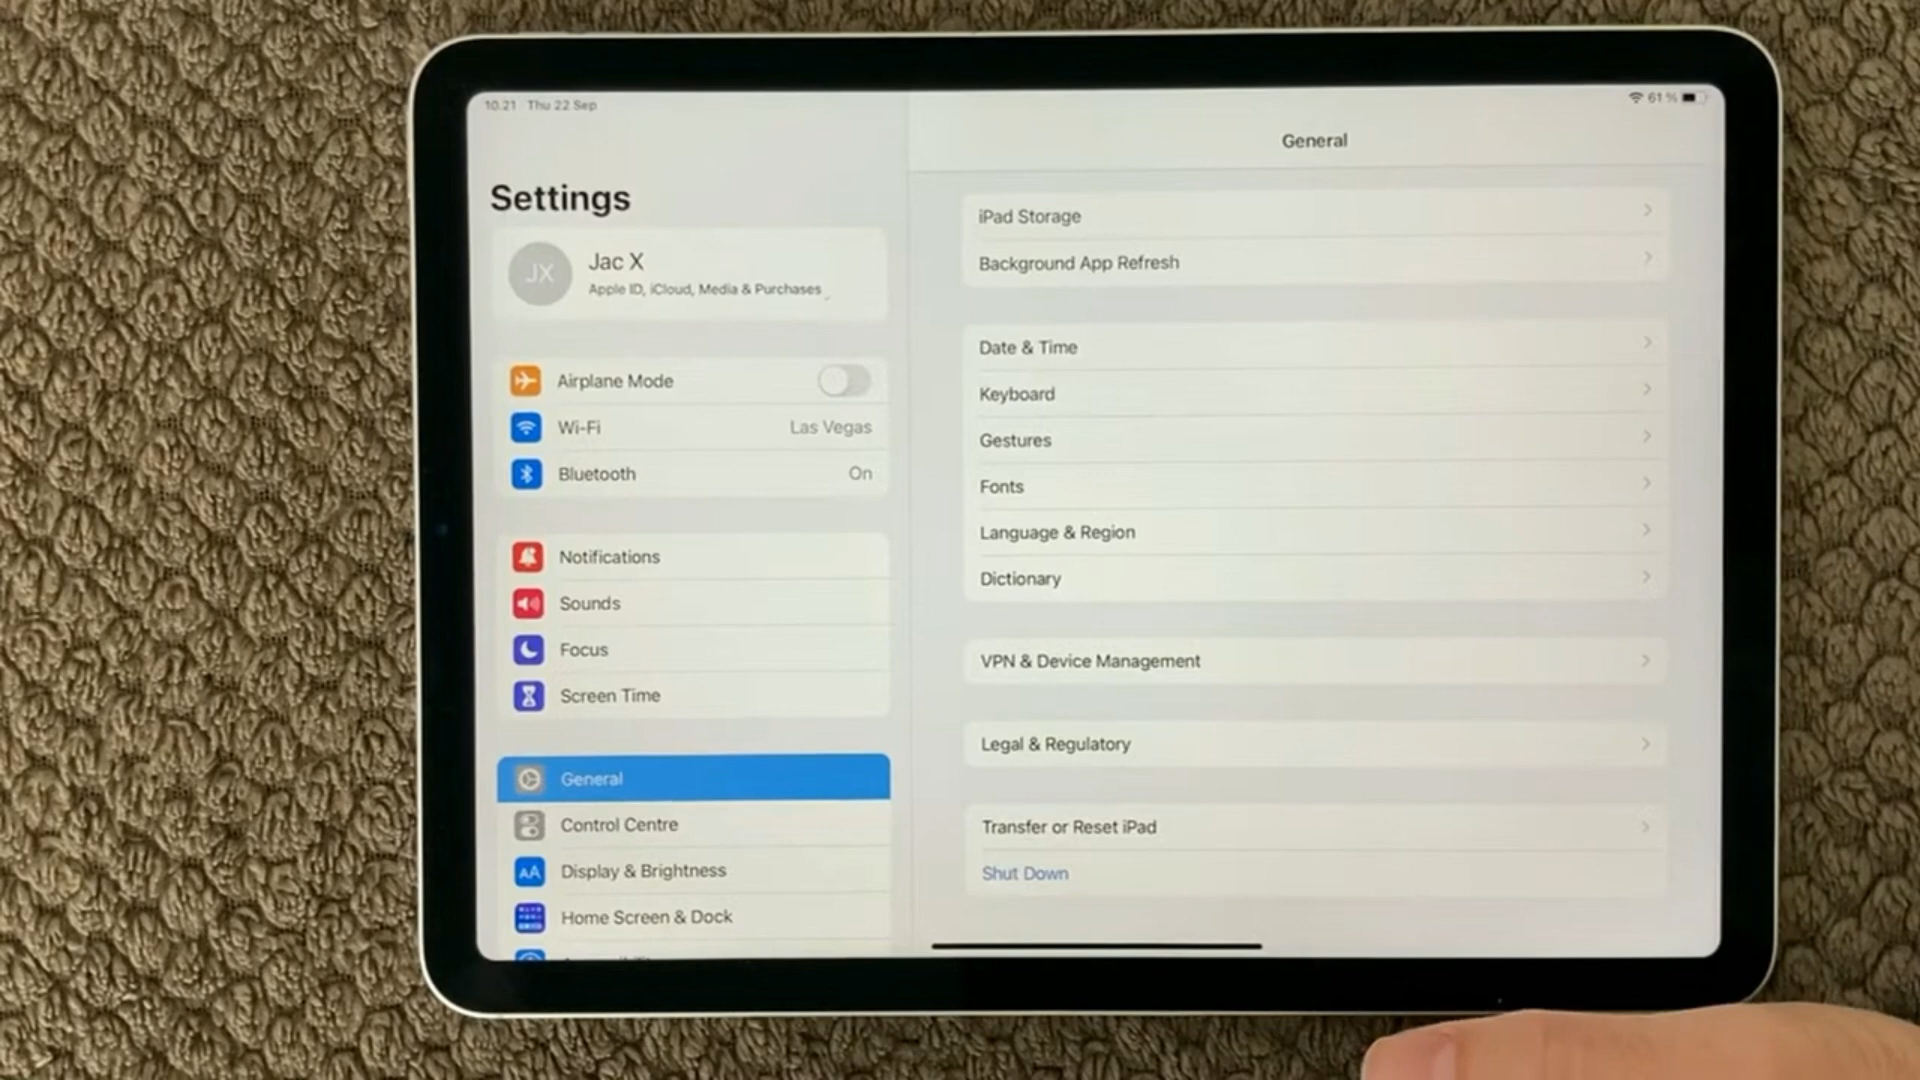 10.21 Thu 22 Sep
61 %
Settings
JX
Jac X
Apple ID, iCloud, Media & Purchases
Airplane Mode
Wi-Fi
Las Vegas
Bluetooth
On
Notifications
Sounds
Focus
Screen Time
General
Control Centre
AA
Display & Brightness
Home Screen & Dock
General
iPad Storage
Background App Refresh
Date & Time
Keyboard
Gestures
Fonts
Language & Region
Dictionary
VPN & Device Management
Legal & Regulatory
Transfer or Reset iPad
Shut Down